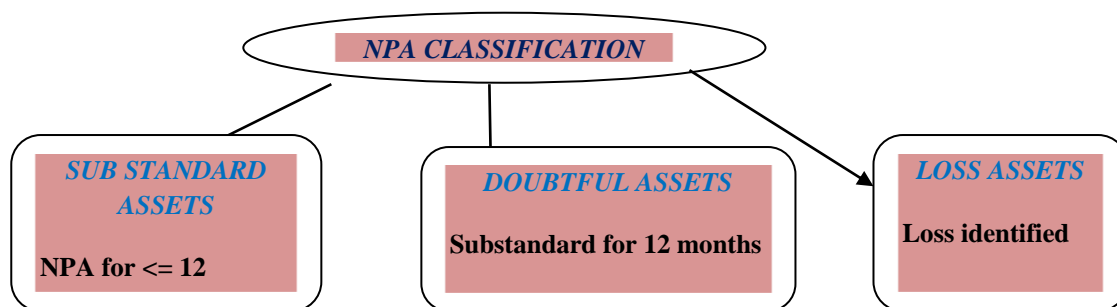 NPA CLASSIFICATION
SUB STANDARD
ASSETS
NPA for <= 12
DOUBTFUL ASSETS
Substandard for 12 months
LOSS ASSETS
Loss identified